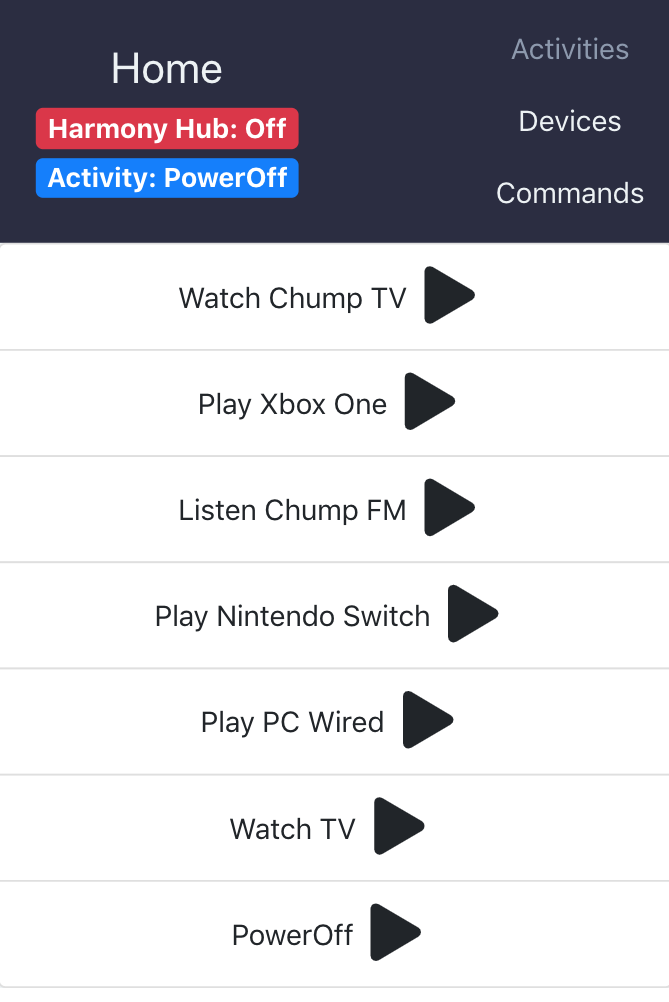 Home
Harmony Hub: Off
Activity: PowerOff
Activities
Devices
Commands
Watch Chump TV
Play Xbox One
Listen Chump FM
Play Nintendo Switch
Play PC Wired
Watch TV
PowerOff